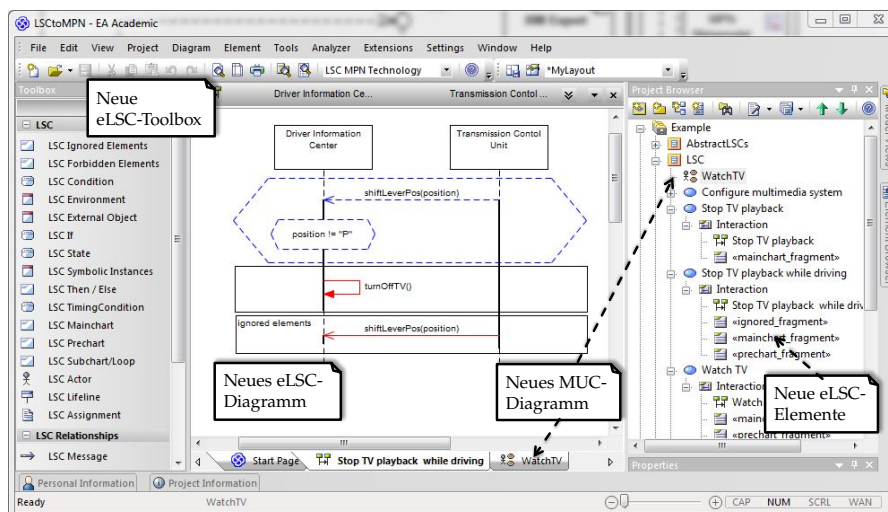 LSCtoMPN - EA Academic
File Edit View Project Diagram Element Tools Analyzer Extensions Settings Window Help
LSC MPN Technology
*MyLayout
Toolbox
Neue
eLSC-Toolbox
LSC
LSC Ignored Elements
LSC Forbidden Elements
LSC Condition
LSC Environment
LSC External Object
LSC If
LSC State
LSC Symbolic Instances
LSC Then / Else
LSC TimingCondition
LSC Mainchart
LSC Prechart
LSC Subchart/Loop
LSC Actor
LSC Lifeline
LSC Assignment
LSC Relationships
LSC Message
Driver Information Ce...
Transmission Contol ...
Driver Information
Center
Transmission Contol
Unit
shiftLeverPos(position)
position != "P"
turnOffTV()
ignored elements
shiftLeverPos(position)
Neues eLSC-
Diagramm
Neues MUC-
Diagramm
Start Page
Stop TV playback while driving
WatchTV
Project Browser
Example
AbstractLSCs
LSC
WatchTV
Configure multimedia system
Stop TV playback
Interaction
Stop TV playback
«mainchart_fragment»
Stop TV playback while driving
Interaction
Stop TV playback while driv
«ignored_fragment»
«mainchart_fragment»
«prechart_fragment»
Watch TV
Interaction
Watch
«mainc
«prechart_fragment»
Neue eLSC-
Elemente
Properties
Personal Information
Project Information
Ready
WatchTV
CAP NUM SCRL WAN